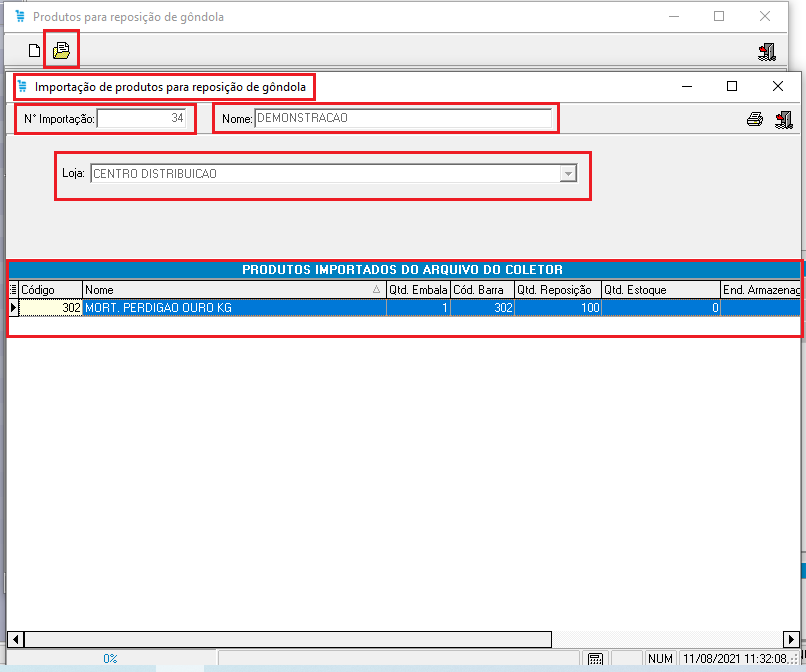 Produtos para reposição de gôndola
Importação de produtos para reposição de gôndola
N° Importação: 34 Nome: DEMONSTRACAO
Loja: CENTRO DISTRIBUICAO
PRODUTOS IMPORTADOS DO ARQUIVO DO COLETOR
Código Nome Qtd. Embala Cód. Barra Qtd. Reposição Qtd. Estoque End. Armazenag
302 MORT. PERDIGAO OURO KG 1 302 100 0
0% NUM 11/08/2021 11:32:08